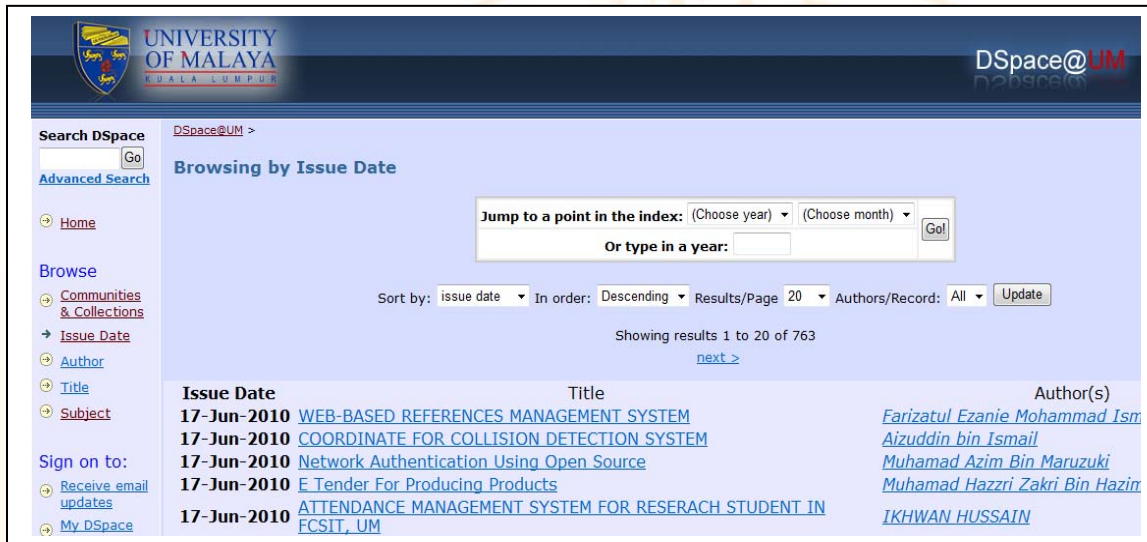 UNIVERSITY
OF MALAYA
KUALA LUMPUR
DSpace@UM
Search DSpace
Go
Advanced Search
Home
Browse
Communities
& Collections
Issue Date
Author
Title
Subject
Sign on to:
Receive email
updates
My DSpace
DSpace@UM >
Browsing by Issue Date
Jump to a point in the index: (Choose year) (Choose month) Go!
Or type in a year:
Sort by: issue date In order: Descending Results/Page 20 Authors/Record: All Update
Showing results 1 to 20 of 763
next >
Issue Date Title Author(s)
17-Jun-2010 WEB-BASED REFERENCES MANAGEMENT SYSTEM Farizatul Ezanie Mohammad Ism
17-Jun-2010 COORDINATE FOR COLLISION DETECTION SYSTEM Aizuddin bin Ismail
17-Jun-2010 Network Authentication Using Open Source Muhamad Azim Bin Maruzuki
17-Jun-2010 E Tender For Producing Products Muhamad Hazzri Zakri Bin Hazim
17-Jun-2010 ATTENDANCE MANAGEMENT SYSTEM FOR RESERACH STUDENT IN
FCSIT, UM IKHWAN HUSSAIN